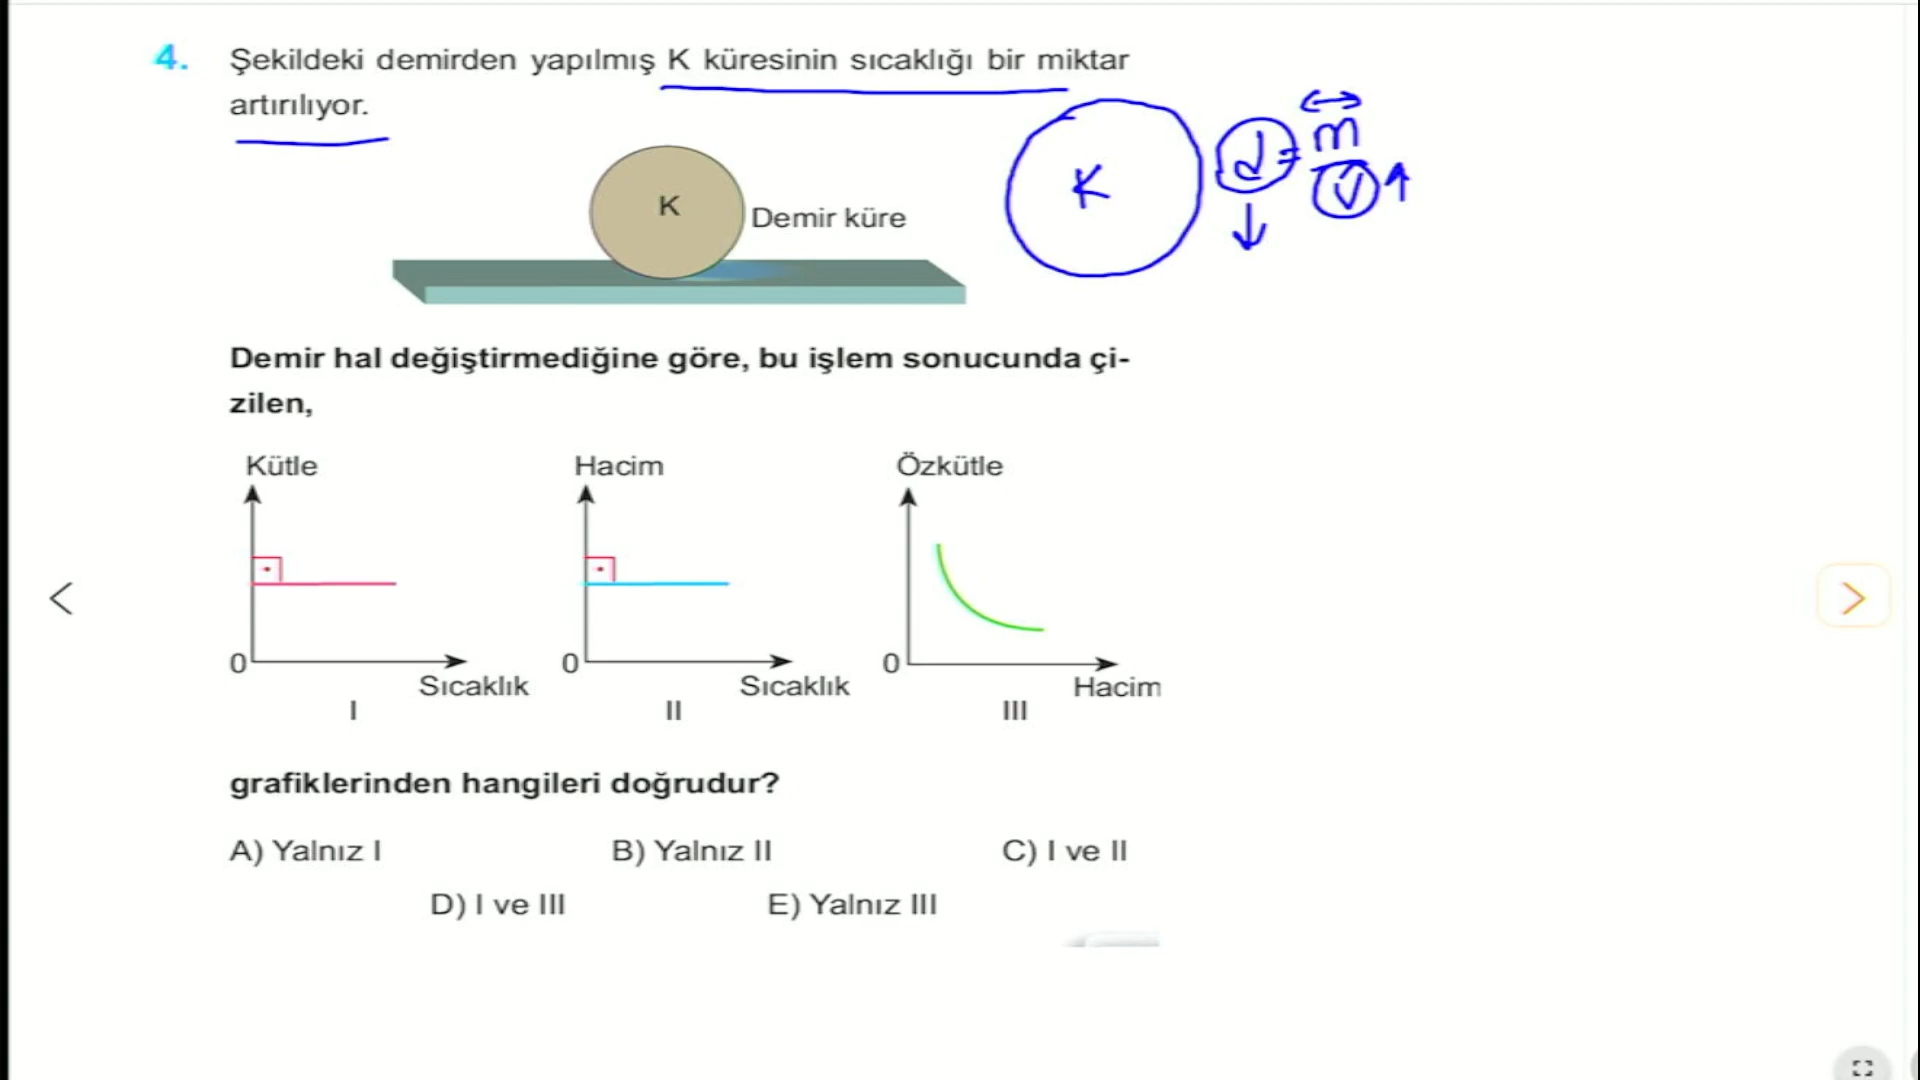 4. Şekildeki demirden yapılmış K küresinin sıcaklığı bir miktar
artırılıyor.
K
Demir küre
K
d = m
V
Demir hal değiştirmediğine göre, bu işlem sonucunda çi-
zilen,
Kütle
0
Sıcaklık
I
Hacim
0
Sıcaklık
II
Özkütle
0
Hacim
III
grafiklerinden hangileri doğrudur?
A) Yalnız I B) Yalnız II C) I ve II
D) I ve III E) Yalnız III